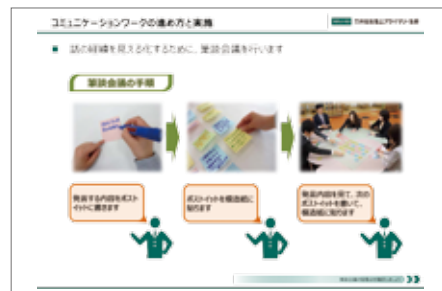 コミュニケーションワークの進め方と実施
話の経緯を見える化するために、筆談会議を行います
筆談会議の手順
発言する内容をポスト
イットに書きます
ポストイットを模造紙に
貼ります
発言内容を見て、次の
ポストイットを書いて、
模造紙に貼ります